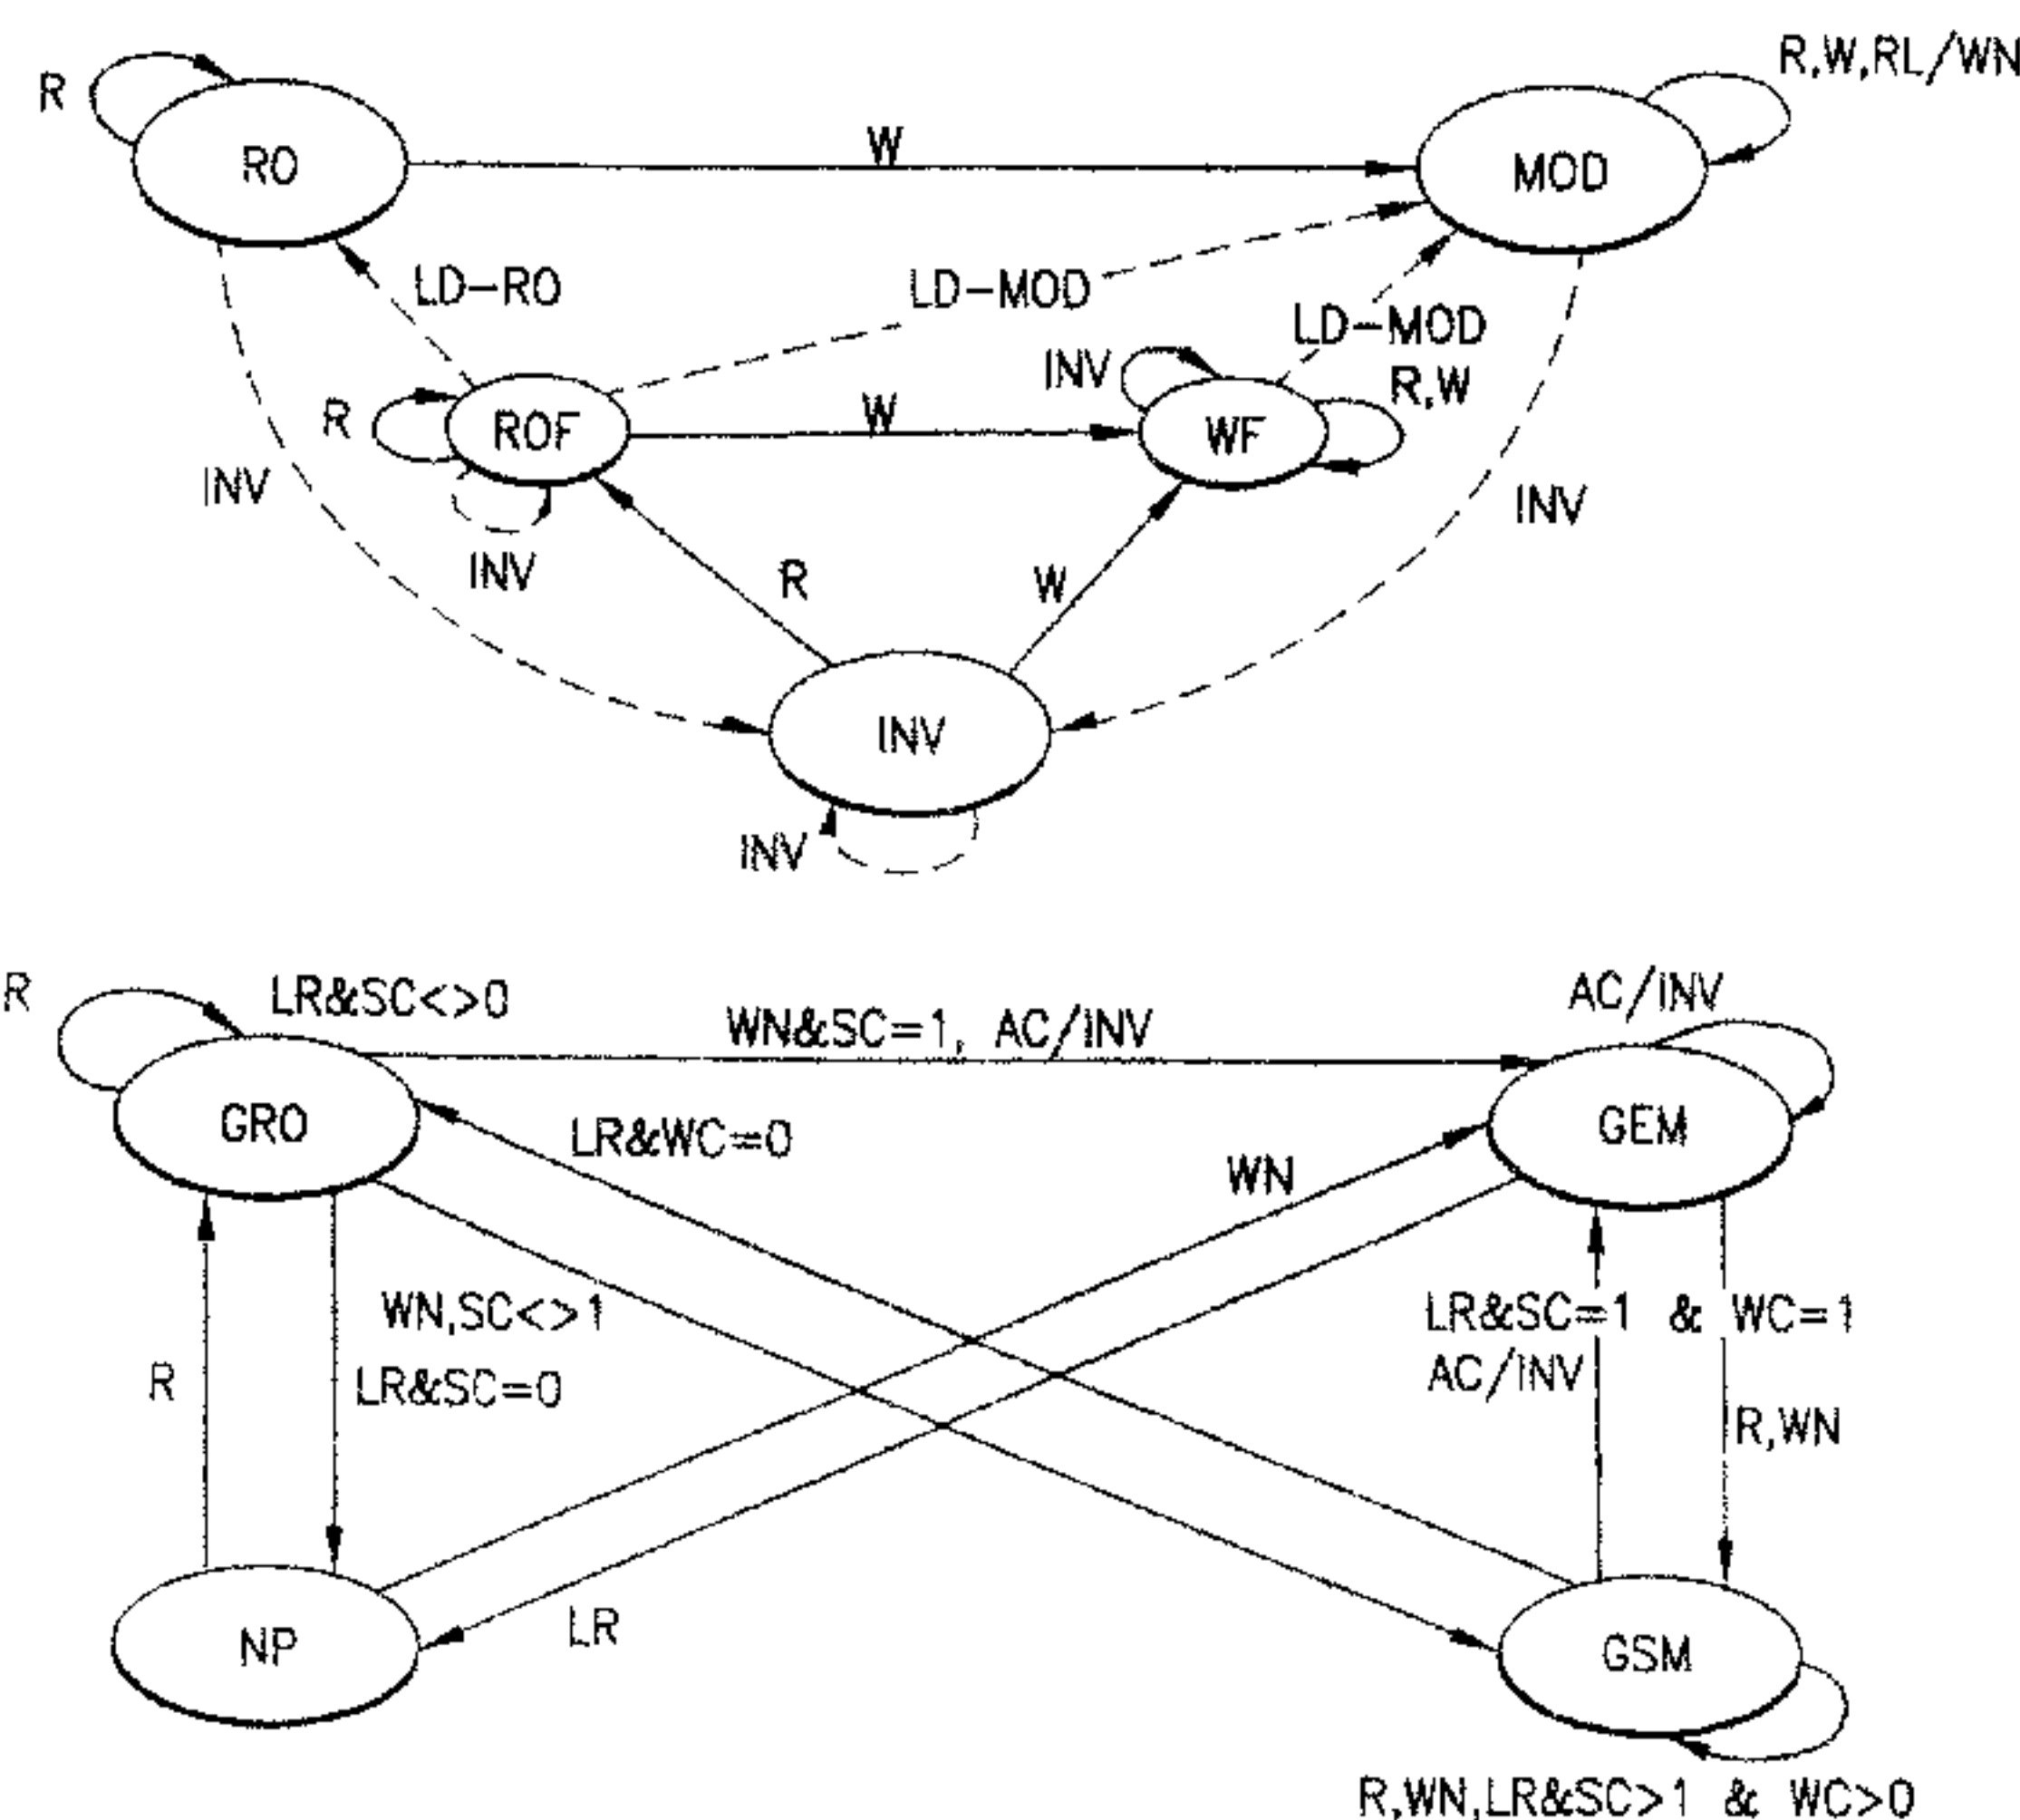 R,W,RL/WN
R
W
RO
MOD
LD-RO
LD-MOD
LD-MOD
INV
R,W
R
ROF
W
WF
INV
INV
INV
R
W
INV
INV
R
LR&SC<>0
AC/INV
WN&SC=1, AC/INV
GRO
LR&WC=0
GEM
WN
WN,SC<>1
LR&SC=1 & WC=1
R
LR&SC=0
AC/INV
R,WN
LR
NP
GSM
R,WN,LR&SC>1 & WC>0